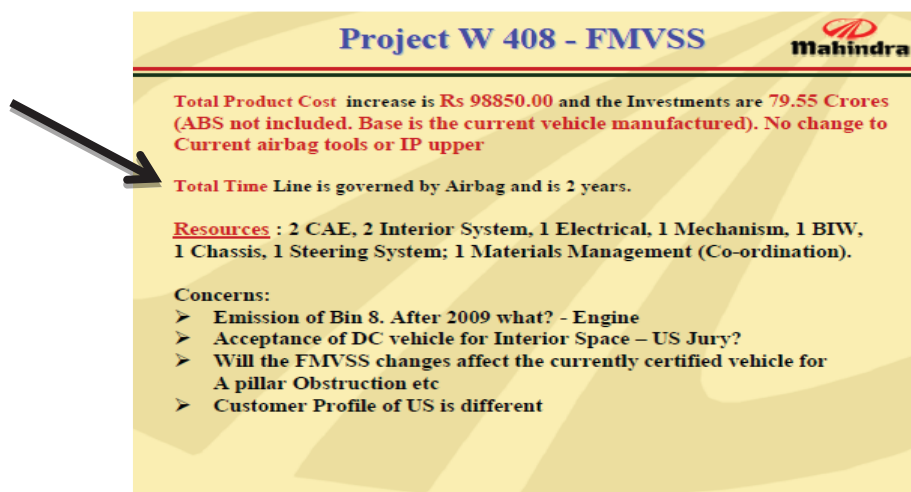 Project W 408 - FMVSS
Mahindra
Total Product Cost increase is Rs 98850.00 and the Investments are 79.55 Crores
(ABS not included. Base is the current vehicle manufactured). No change to
Current airbag tools or IP upper
Total Time Line is governed by Airbag and is 2 years.
Resources : 2 CAE, 2 Interior System, 1 Electrical, 1 Mechanism, 1 BIW,
1 Chassis, 1 Steering System; 1 Materials Management (Co-ordination).
Concerns:
➢ Emission of Bin 8. After 2009 what? - Engine
➢ Acceptance of DC vehicle for Interior Space – US Jury?
➢ Will the FMVSS changes affect the currently certified vehicle for
A pillar Obstruction etc
➢ Customer Profile of US is different